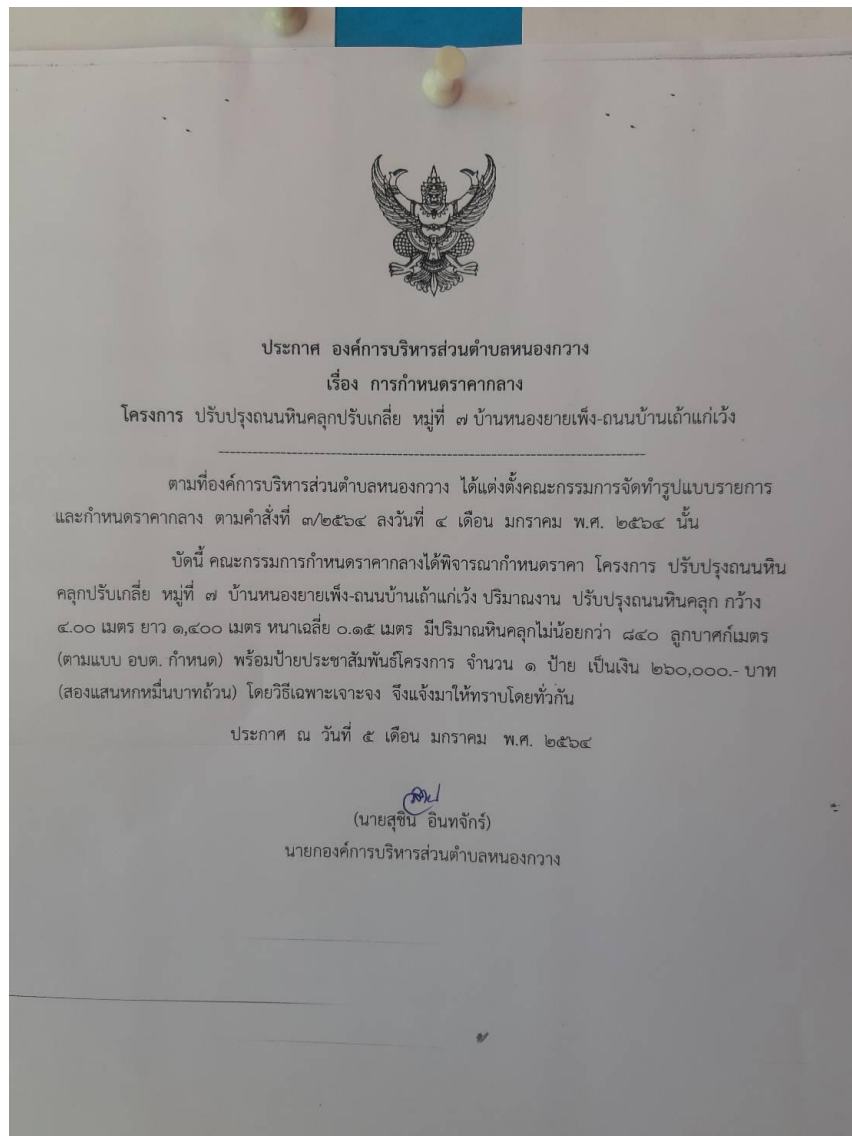 ประกาศ องค์การบริหารส่วนตำบลหนองกวาง
เรื่อง การกำหนดราคากลาง
โครงการ ปรับปรุงถนนหินคลุกปรับเกลี่ย หมู่ที่ ๗ บ้านหนองยายเพ็ง-ถนนบ้านเถ้าแก่เว้ง
ตามที่องค์การบริหารส่วนตำบลหนองกวาง ได้แต่งตั้งคณะกรรมการจัดทำรูปแบบรายการ
และกำหนดราคากลาง ตามคำสั่งที่ ๓/๒๕๖๔ ลงวันที่ ๔ เดือน มกราคม พ.ศ. ๒๕๖๔ นั้น
บัดนี้ คณะกรรมการกำหนดราคากลางได้พิจารณากำหนดราคา โครงการ ปรับปรุงถนนหิน
คลุกปรับเกลี่ย หมู่ที่ ๗ บ้านหนองยายเพ็ง-ถนนบ้านเถ้าแก่เว้ง ปริมาณงาน ปรับปรุงถนนหินคลุก กว้าง
๔.๐๐ เมตร ยาว ๑,๔๐๐ เมตร หนาเฉลี่ย ๐.๑๕ เมตร มีปริมาณหินคลุกไม่น้อยกว่า ๘๔๐ ลูกบาศก์เมตร
(ตามแบบ อบต. กำหนด) พร้อมป้ายประชาสัมพันธ์โครงการ จำนวน ๑ ป้าย เป็นเงิน ๒๖๐,๐๐๐.- บาท
(สองแสนหกหมื่นบาทถ้วน) โดยวิธีเฉพาะเจาะจง จึงแจ้งมาให้ทราบโดยทั่วกัน
ประกาศ ณ วันที่ ๕ เดือน มกราคม พ.ศ. ๒๕๖๔
(นายสุชิน อินทจักร์)
นายกองค์การบริหารส่วนตำบลหนองกวาง